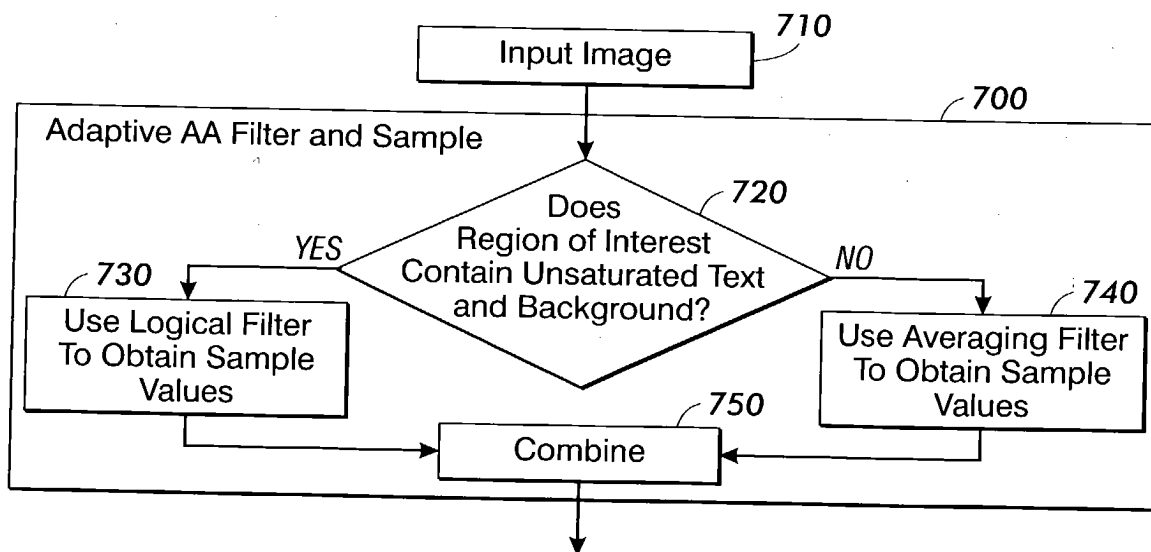 710
Input Image
700
Adaptive AA Filter and Sample
720
Does
Region of Interest
Contain Unsaturated Text
and Background?
YES
NO
730
Use Logical Filter
To Obtain Sample
Values
740
Use Averaging Filter
To Obtain Sample
Values
750
Combine